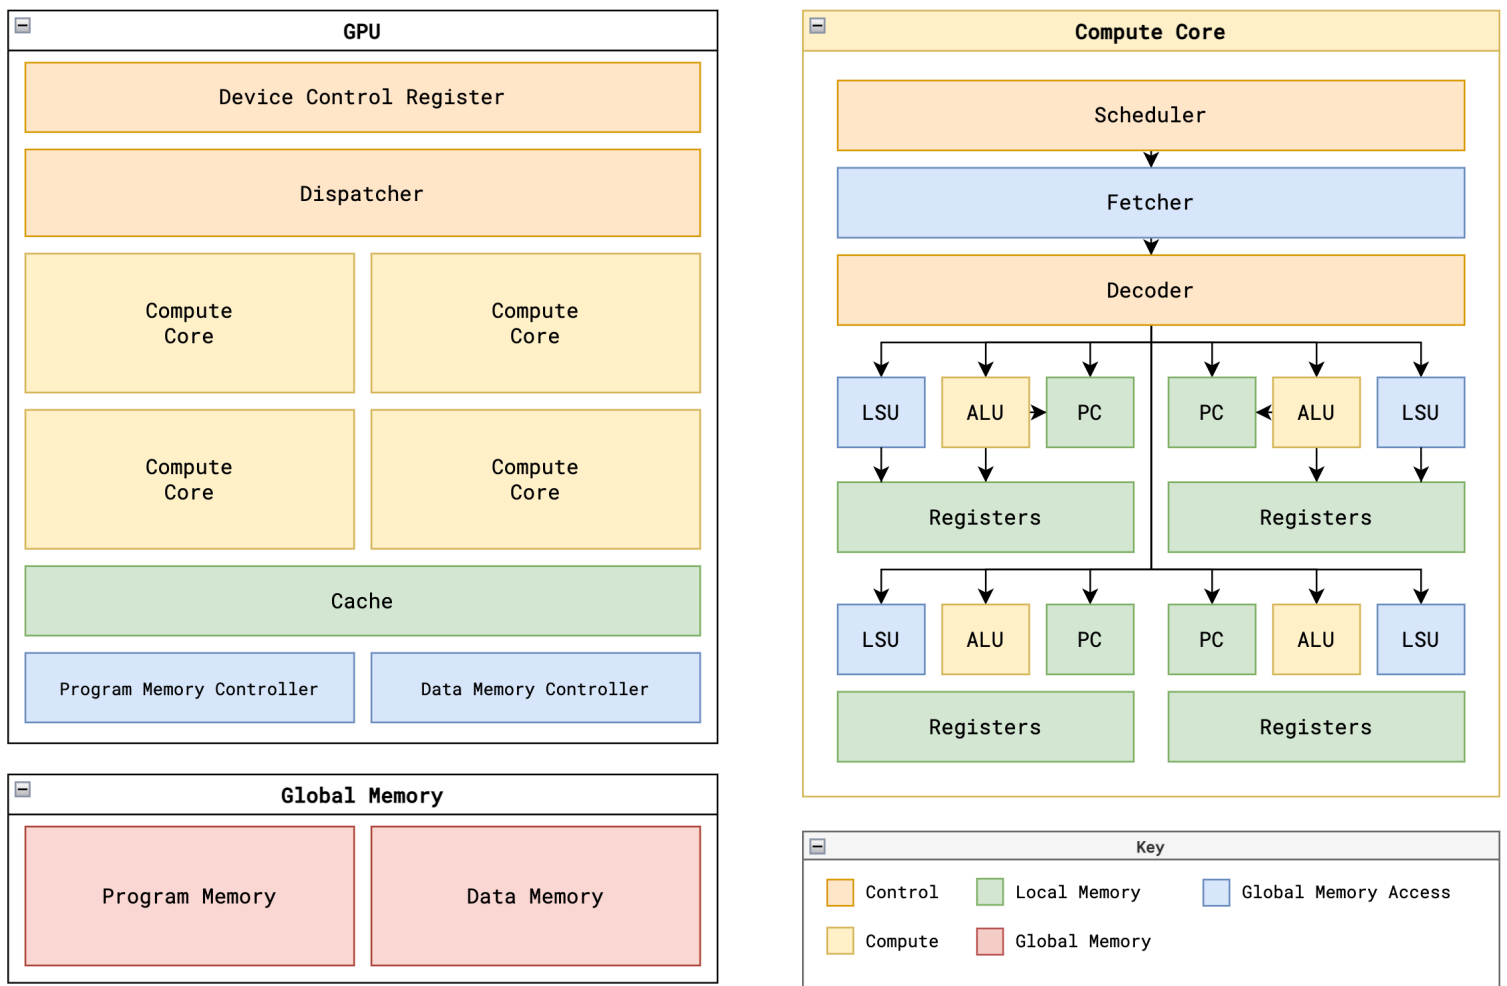 GPU
Device Control Register
Dispatcher
Compute
Core
Compute
Core
Compute
Core
Compute
Core
Cache
Program Memory Controller
Data Memory Controller
Global Memory
Program Memory
Data Memory
Compute Core
Scheduler
Fetcher
Decoder
LSU
ALU
PC
PC
ALU
LSU
Registers
Registers
LSU
ALU
PC
PC
ALU
LSU
Registers
Registers
Key
Control
Local Memory
Global Memory Access
Compute
Global Memory